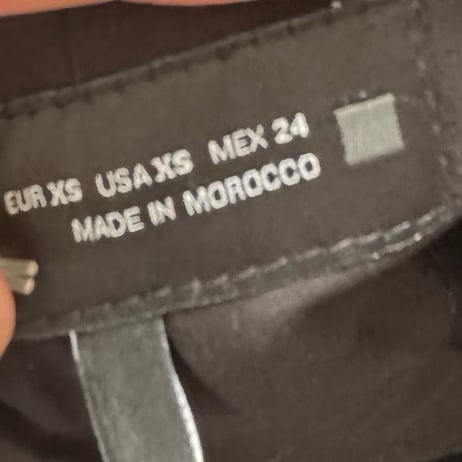 EUR XS USA XS MEX 24
MADE IN MOROCCO